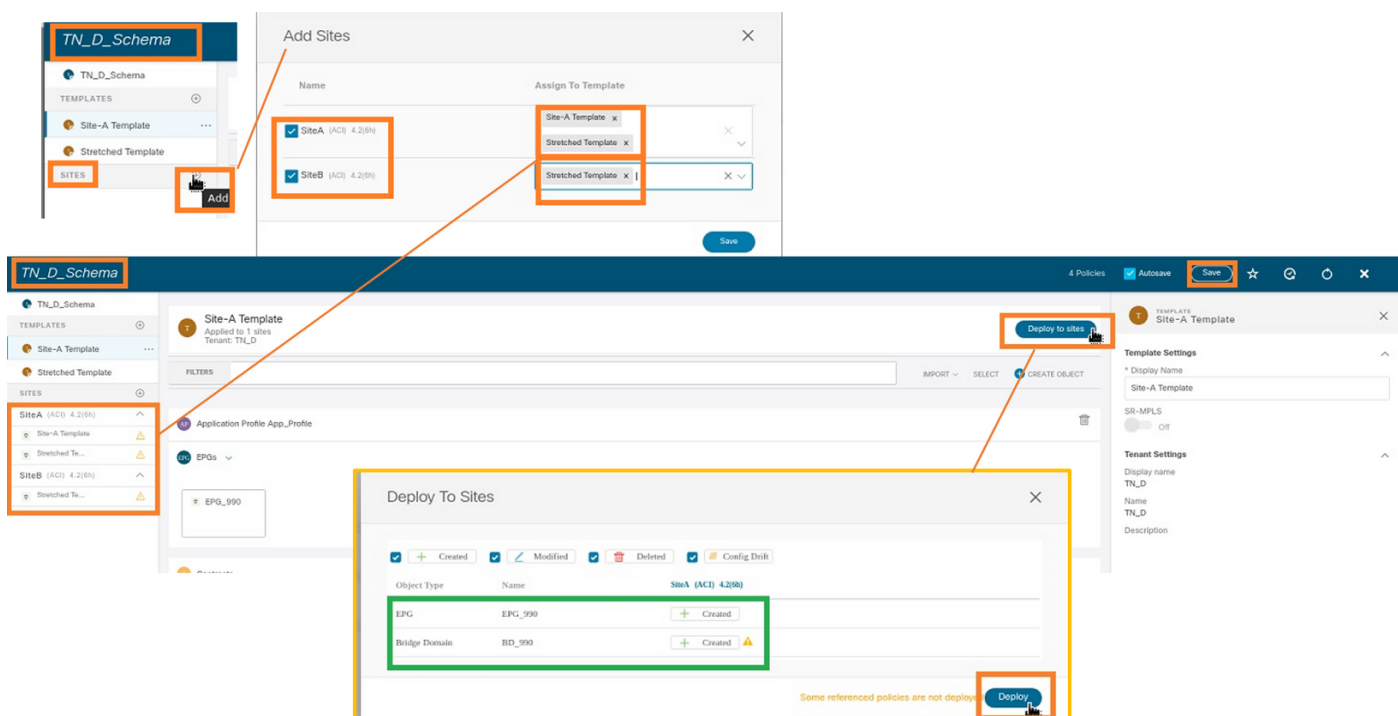 TN_D_Schema
TN_D_Schema
TEMPLATES
Site-A Template ...
Stretched Template
SITES
Add
Add Sites
Name Assign To Template
SiteA (ACI) 4.2(6h) Site-A Template x
Stretched Template x
SiteB (ACI) 4.2(6h) Stretched Template x
Save
TN_D_Schema 4 Policies Autosave Save
TN_D_Schema
TEMPLATES
Site-A Template ...
Stretched Template
SITES
SiteA (ACI) 4.2(6h)
Site-A Template
Stretched Te...
SiteB (ACI) 4.2(6h)
Stretched Te...
T Site-A Template
Applied to 1 sites
Tenant: TN_D
Deploy to sites
FILTERS IMPORT SELECT CREATE OBJECT
AP Application Profile App_Profile
EPG EPGs
EPG_990
T TEMPLATE
Site-A Template
Template Settings
* Display Name
Site-A Template
SR-MPLS
Off
Tenant Settings
Display name
TN_D
Name
TN_D
Description
Deploy To Sites
Created Modified Deleted Config Drift
Object Type Name SiteA (ACI) 4.2(6h)
EPG EPG_990 Created
Bridge Domain BD_990 Created
Some referenced policies are not deploye Deploy